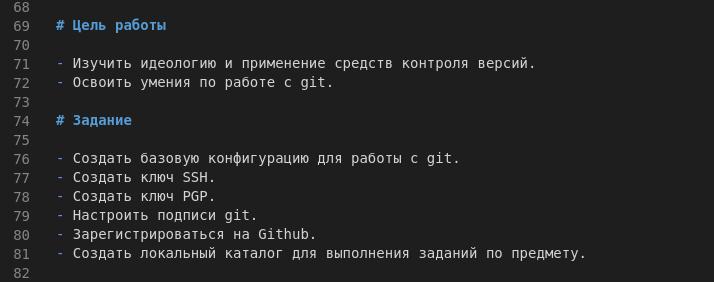 68
69 # Цель работы
70
71 - Изучить идеологию и применение средств контроля версий.
72 - Освоить умения по работе с git.
73
74 # Задание
75
76 - Создать базовую конфигурацию для работы с git.
77 - Создать ключ SSH.
78 - Создать ключ PGP.
79 - Настроить подписи git.
80 - Зарегистрироваться на Github.
81 - Создать локальный каталог для выполнения заданий по предмету.
82